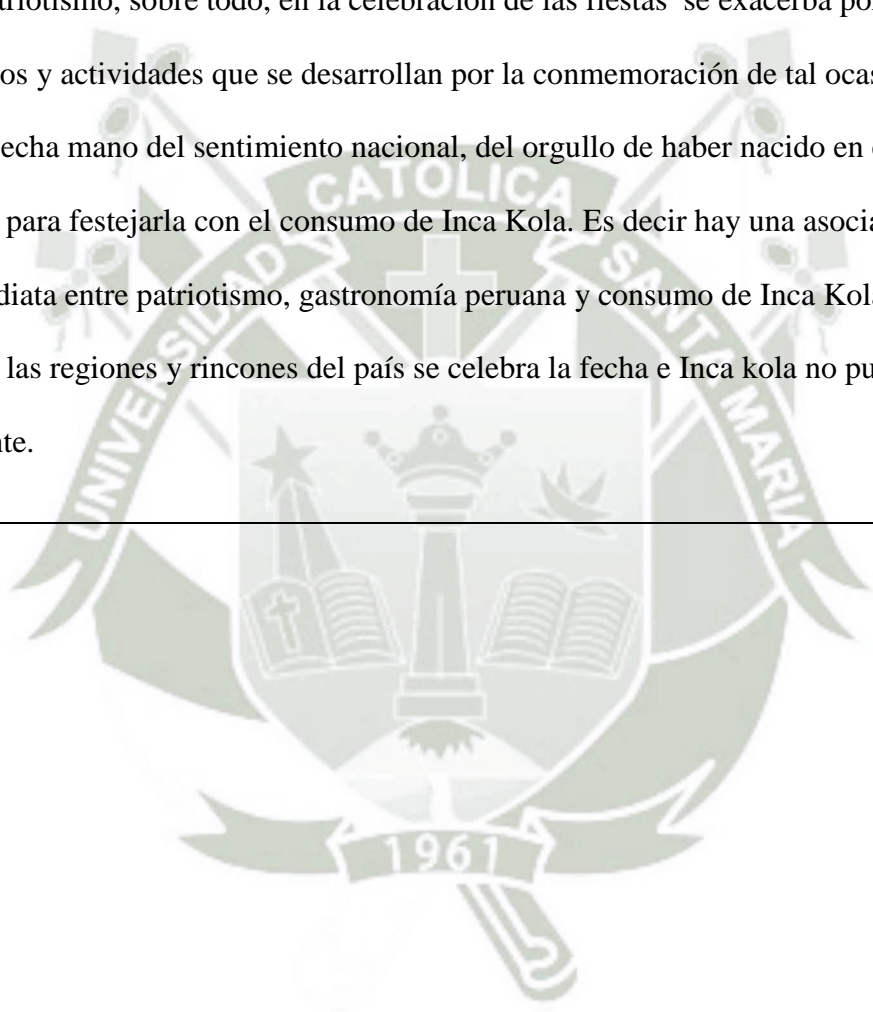 triotismo, sobre todo, en la celebración de las fiestas se exacerba por
os y actividades que se desarrollan por la conmemoración de tal ocas
echa mano del sentimiento nacional, del orgullo de haber nacido en
para festejarla con el consumo de Inca Kola. Es decir hay una asocia
diata entre patriotismo, gastronomía peruana y consumo de Inca Kola
las regiones y rincones del país se celebra la fecha e Inca kola no pu
nte.
UNIVERSIDAD CATOLICA SANTA MARIA
1961